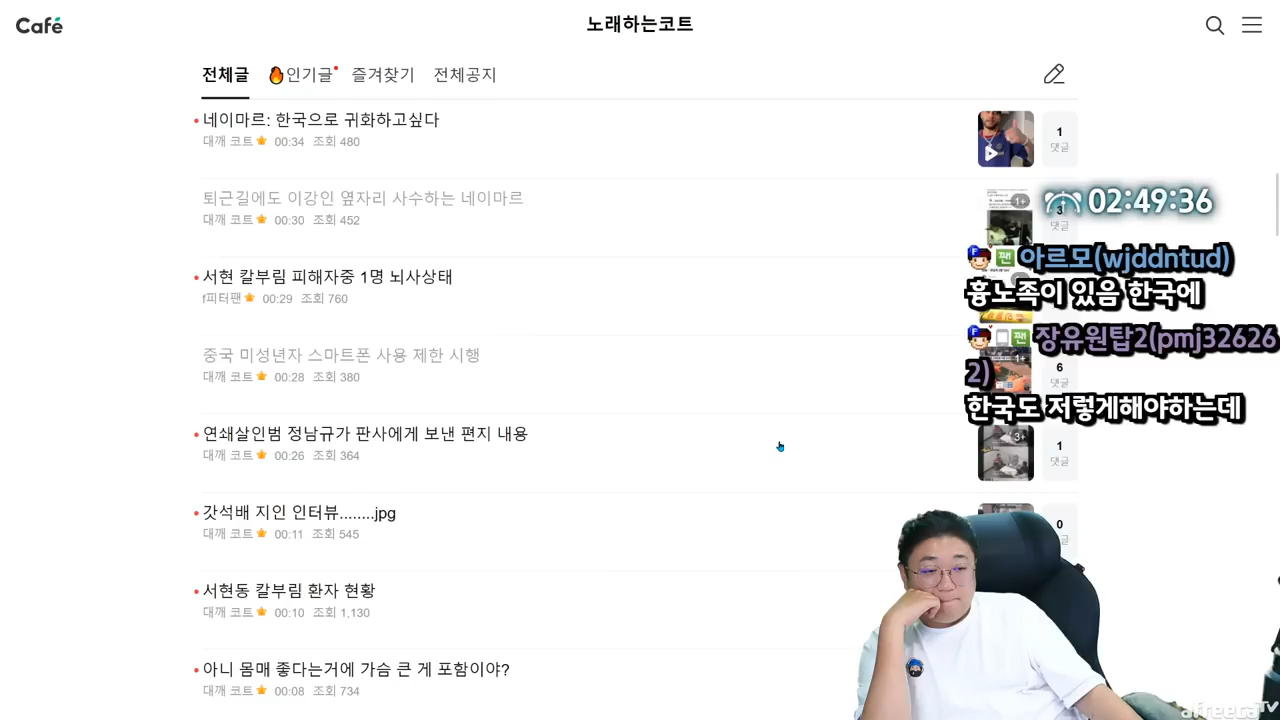 Café
노래하는코트
전체글 🔥인기글 즐겨찾기 전체공지
네이마르: 한국으로 귀화하고싶다
대깨 코트 00:34 조회 480
1
댓글
퇴근길에도 이강인 옆자리 사수하는 네이마르
대깨 코트 00:30 조회 452
1+
3
댓글
02:49:36
서현 칼부림 피해자중 1명 뇌사상태
f피터팬 00:29 조회 760
짼 아르모(wjddntud)
흉노족이 있음 한국에
중국 미성년자 스마트폰 사용 제한 시행
대깨 코트 00:28 조회 380
1+
6
댓글
짼 장유원탑2(pmj32626
2)
한국도 저렇게해야하는데
연쇄살인범 정남규가 판사에게 보낸 편지 내용
대깨 코트 00:26 조회 364
3+
1
댓글
갓석배 지인 인터뷰........jpg
대깨 코트 00:11 조회 545
0
서현동 칼부림 환자 현황
대깨 코트 00:10 조회 1,130
아니 몸매 좋다는거에 가슴 큰 게 포함이야?
대깨 코트 00:08 조회 734
afreecaTV